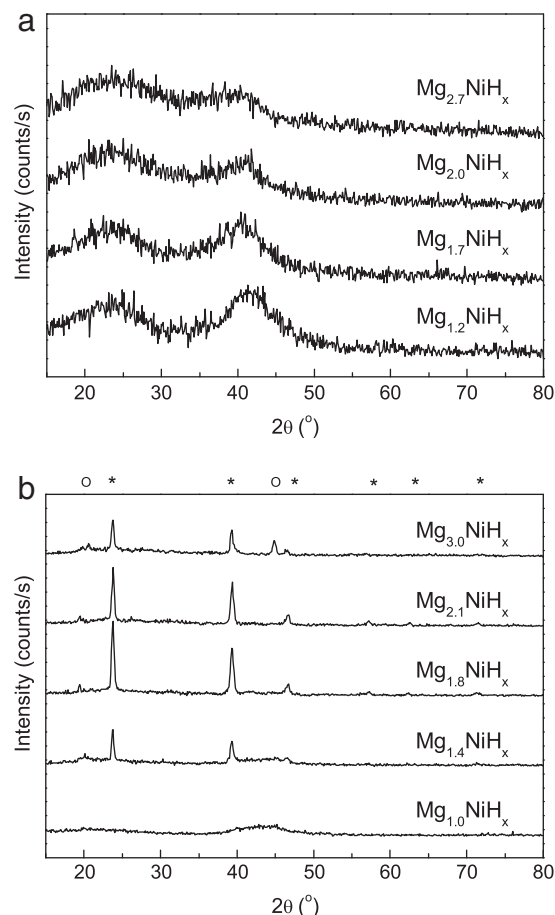 a
Intensity (counts/s)
Mg2.7NiHx
Mg2.0NiHx
Mg1.7NiHx
Mg1.2NiHx
20 30 40 50 60 70 80
2θ (°)
b
o * * o * * * *
Intensity (counts/s)
Mg3.0NiHx
Mg2.1NiHx
Mg1.8NiHx
Mg1.4NiHx
Mg1.0NiHx
20 30 40 50 60 70 80
2θ (°)